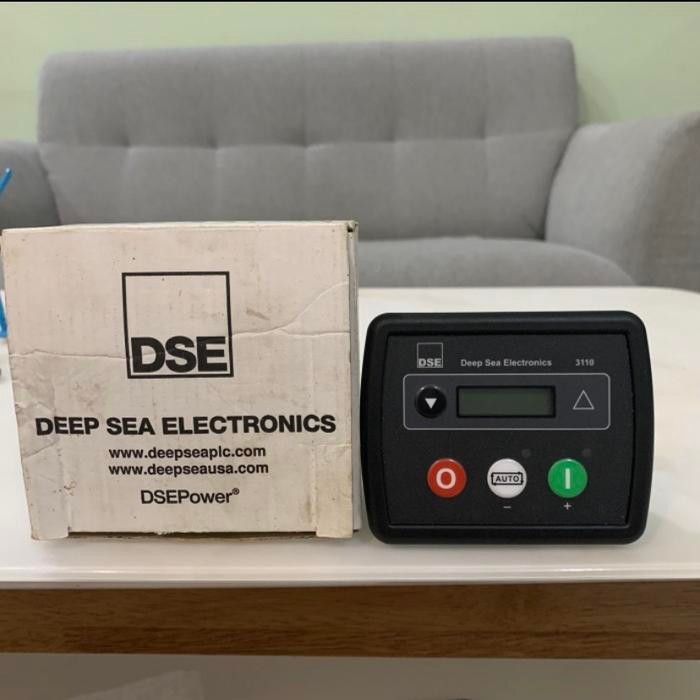 DSE
DEEP SEA ELECTRONICS
www.deepseaplc.com
www.deepseausa.com
DSEPower®
DSE Deep Sea Electronics 3110
O AUTO I
− +